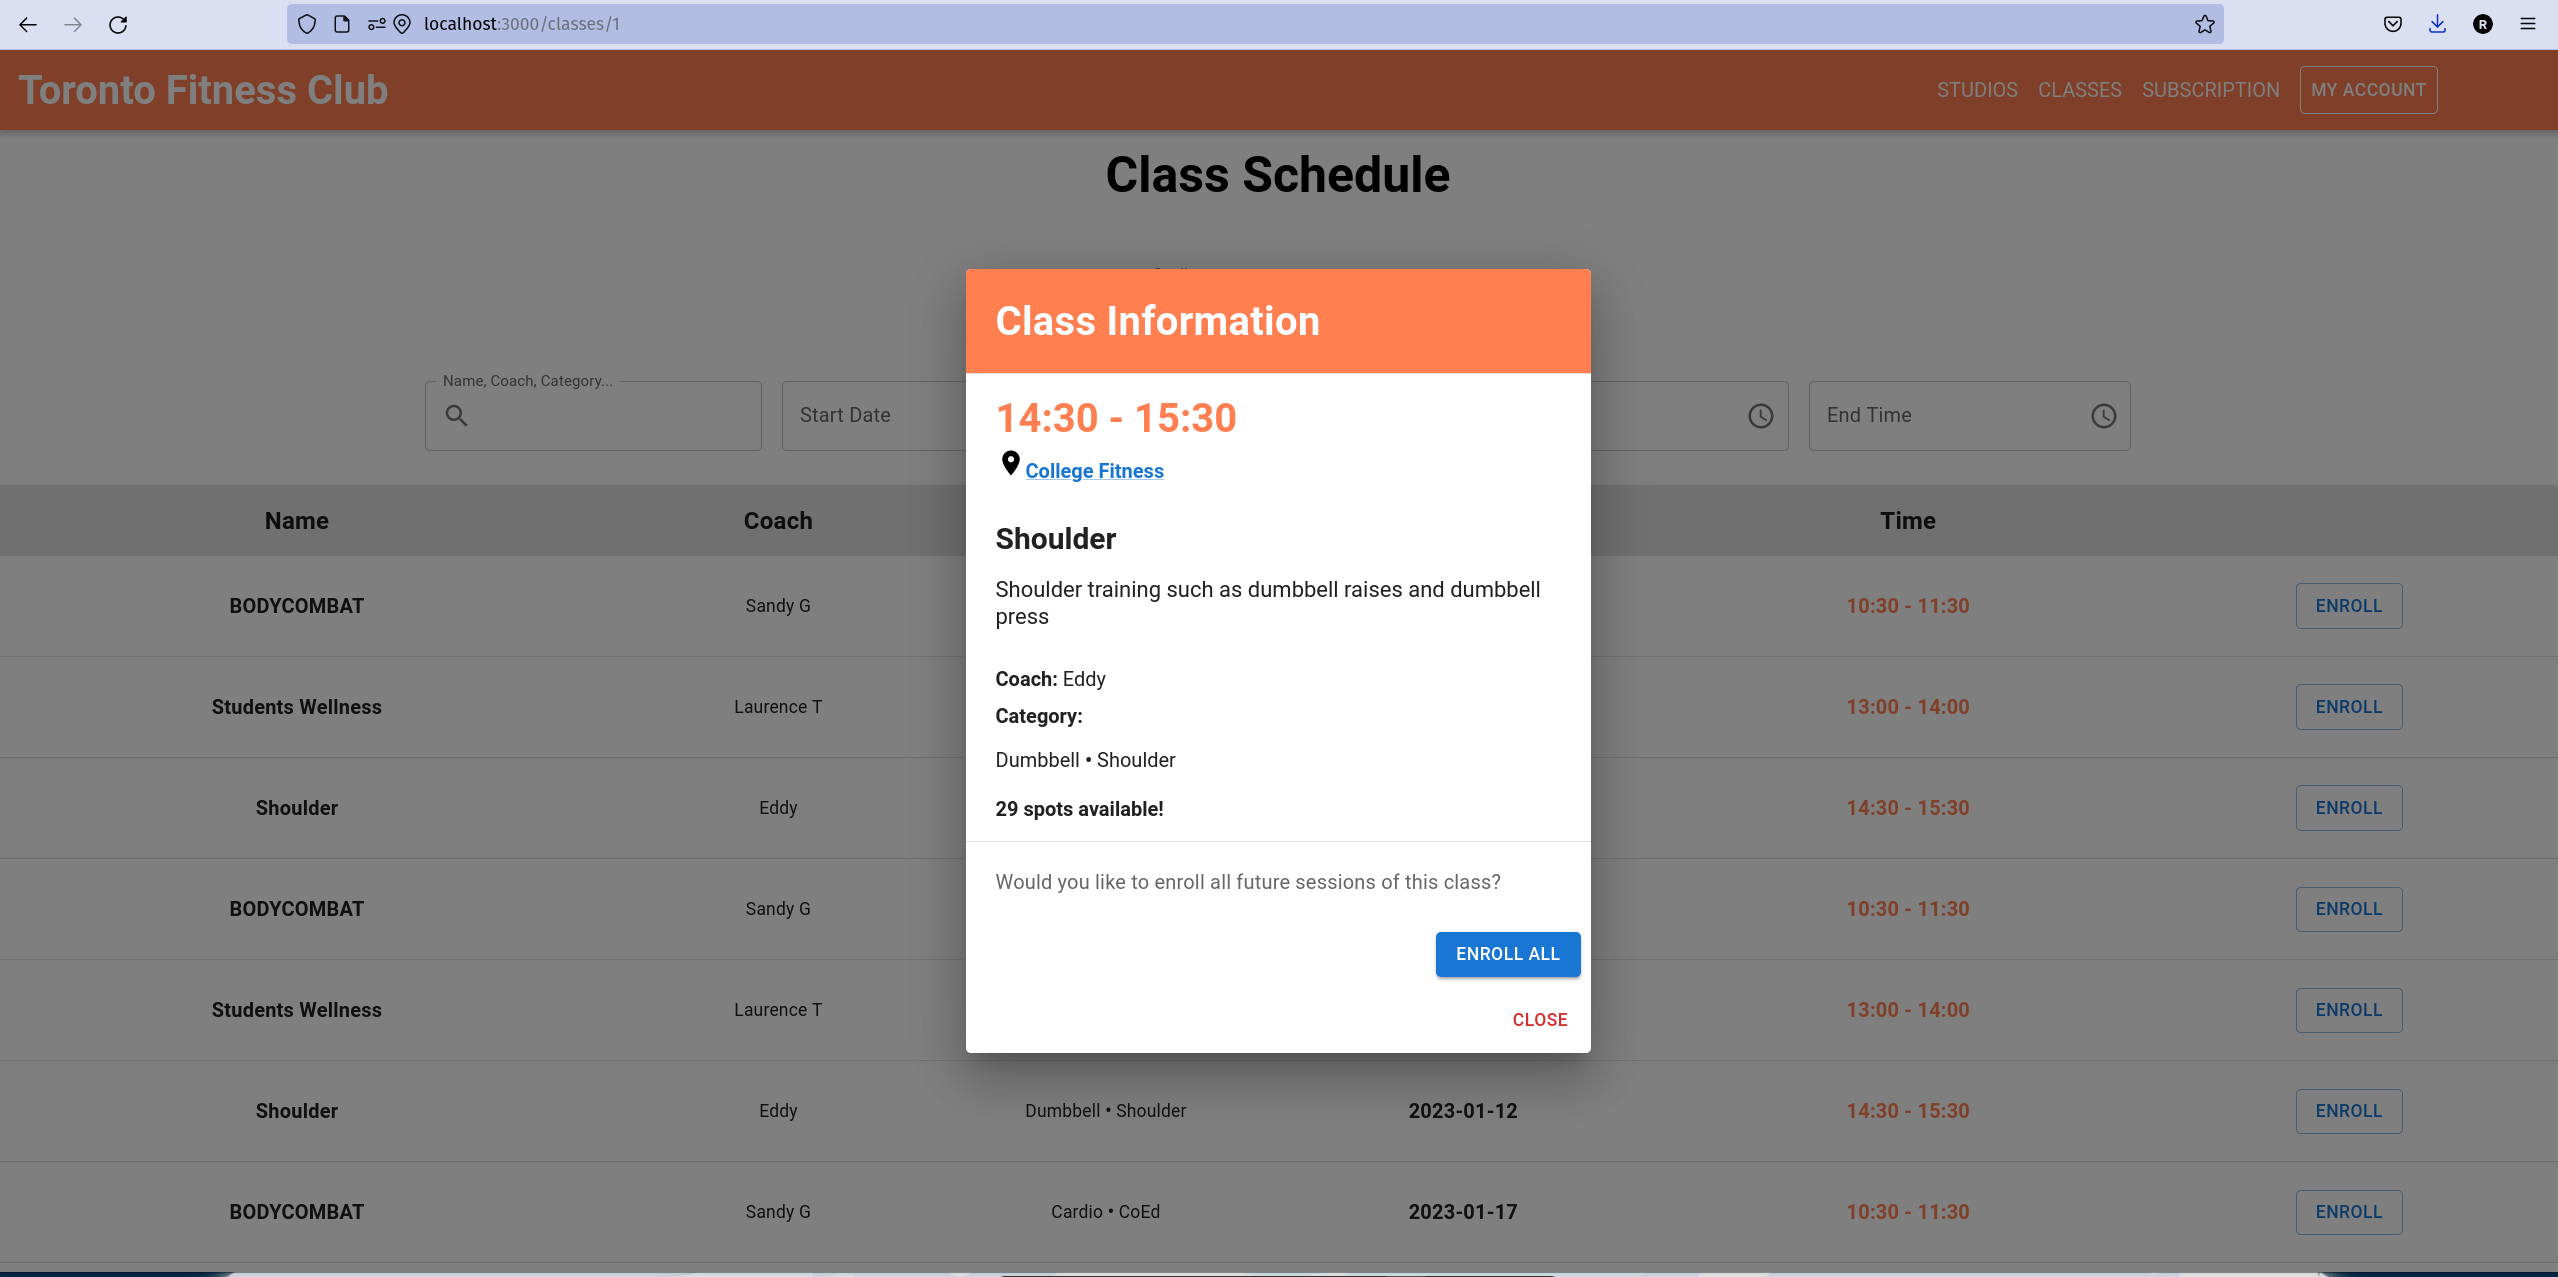 localhost:3000/classes/1
R
Toronto Fitness Club
STUDIOS CLASSES SUBSCRIPTION MY ACCOUNT
Class Schedule
Class Information
14:30 - 15:30
College Fitness
Shoulder
Shoulder training such as dumbbell raises and dumbbell
press
Coach: Eddy
Category:
Dumbbell • Shoulder
29 spots available!
Would you like to enroll all future sessions of this class?
ENROLL ALL
CLOSE
Name, Coach, Category...
Start Date End Time
Name Coach Time
BODYCOMBAT Sandy G 10:30 - 11:30 ENROLL
Students Wellness Laurence T 13:00 - 14:00 ENROLL
Shoulder Eddy 14:30 - 15:30 ENROLL
BODYCOMBAT Sandy G 10:30 - 11:30 ENROLL
Students Wellness Laurence T 13:00 - 14:00 ENROLL
Shoulder Eddy Dumbbell • Shoulder 2023-01-12 14:30 - 15:30 ENROLL
BODYCOMBAT Sandy G Cardio • CoEd 2023-01-17 10:30 - 11:30 ENROLL